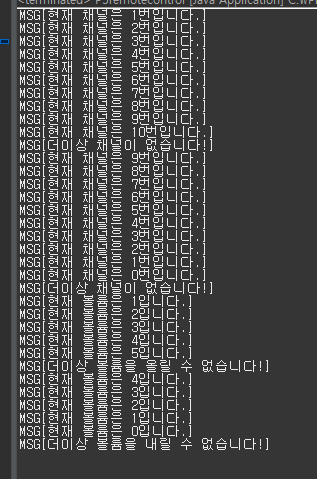 <terminated> P3remotecontrol [Java Application] C:\
MSG[현재 채널은 1번입니다.]
MSG[현재 채널은 2번입니다.]
MSG[현재 채널은 3번입니다.]
MSG[현재 채널은 4번입니다.]
MSG[현재 채널은 5번입니다.]
MSG[현재 채널은 6번입니다.]
MSG[현재 채널은 7번입니다.]
MSG[현재 채널은 8번입니다.]
MSG[현재 채널은 9번입니다.]
MSG[현재 채널은 10번입니다.]
MSG[더이상 채널이 없습니다!]
MSG[현재 채널은 9번입니다.]
MSG[현재 채널은 8번입니다.]
MSG[현재 채널은 7번입니다.]
MSG[현재 채널은 6번입니다.]
MSG[현재 채널은 5번입니다.]
MSG[현재 채널은 4번입니다.]
MSG[현재 채널은 3번입니다.]
MSG[현재 채널은 2번입니다.]
MSG[현재 채널은 1번입니다.]
MSG[현재 채널은 0번입니다.]
MSG[더이상 채널이 없습니다!]
MSG[현재 볼륨은 1입니다.]
MSG[현재 볼륨은 2입니다.]
MSG[현재 볼륨은 3입니다.]
MSG[현재 볼륨은 4입니다.]
MSG[현재 볼륨은 5입니다.]
MSG[더이상 볼륨을 올릴 수 없습니다!]
MSG[현재 볼륨은 4입니다.]
MSG[현재 볼륨은 3입니다.]
MSG[현재 볼륨은 2입니다.]
MSG[현재 볼륨은 1입니다.]
MSG[현재 볼륨은 0입니다.]
MSG[더이상 볼륨을 내릴 수 없습니다!]